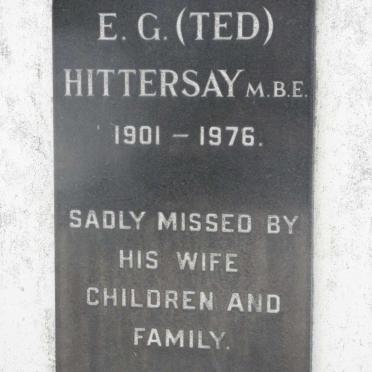 E. G. (TED)
HITTERSAY M.B.E.
1901 – 1976.
SADLY MISSED BY
HIS WIFE
CHILDREN AND
FAMILY.